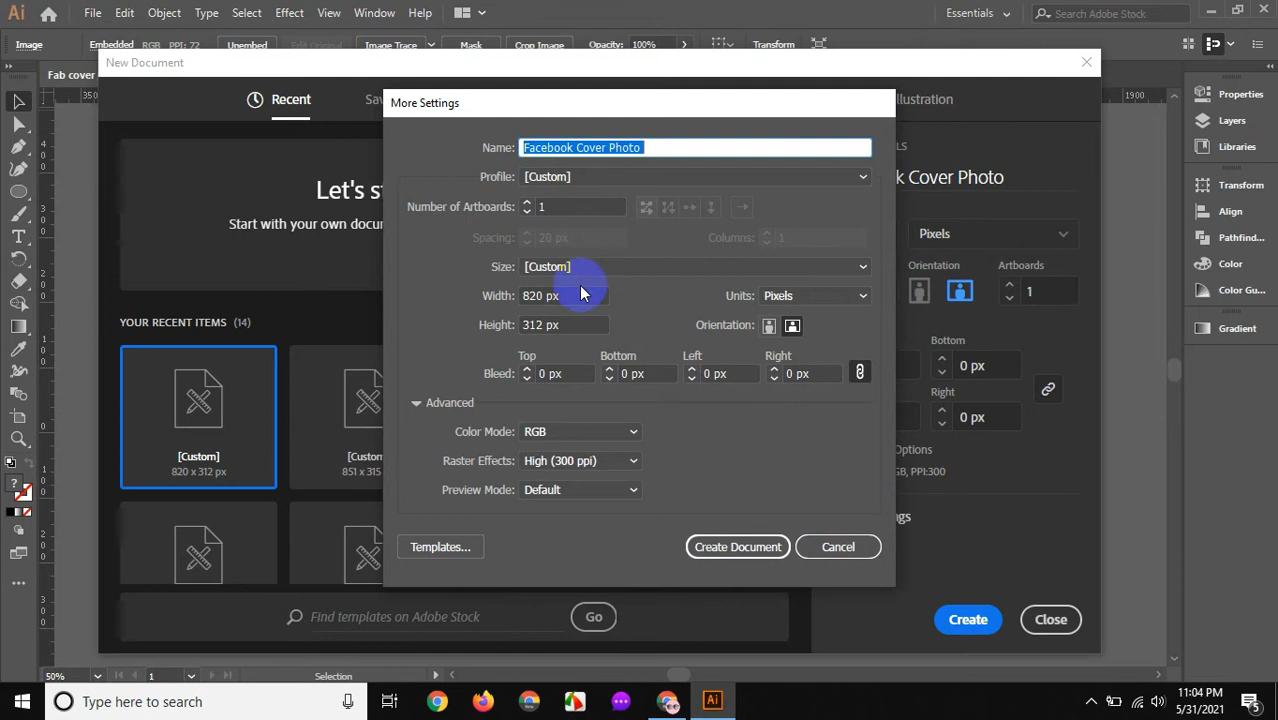 Ai File Edit Object Type Select Effect View Window Help Essentials Search Adobe Stock
Image Embedded RGB PPI: 72 Unembed Edit Original Image Trace Mask Crop Image Opacity: 100% Transform
Fab cover
New Document
Recent
More Settings
Name: Facebook Cover Photo
Profile: [Custom]
Number of Artboards: 1
Spacing: 20 px Columns: 1
Size: [Custom]
Width: 820 px Units: Pixels
Height: 312 px Orientation:
Top Bottom Left Right
Bleed: 0 px 0 px 0 px 0 px
Advanced
Color Mode: RGB
Raster Effects: High (300 ppi)
Preview Mode: Default
Templates... Create Document Cancel
Start with your own
YOUR RECENT ITEMS (14)
[Custom]
820 x 312 px
851 x 315
Find templates on Adobe Stock Go
Cover Photo
Pixels
Orientation Artboards
1
Bottom
0 px
Right
0 px
Options
PPI:300
Create Close
Properties
Layers
Libraries
Transform
Align
Pathfin...
Color
Color Gu...
Gradient
350
1900
50% 1 Selection
Type here to search
11:04 PM
5/31/2021
5